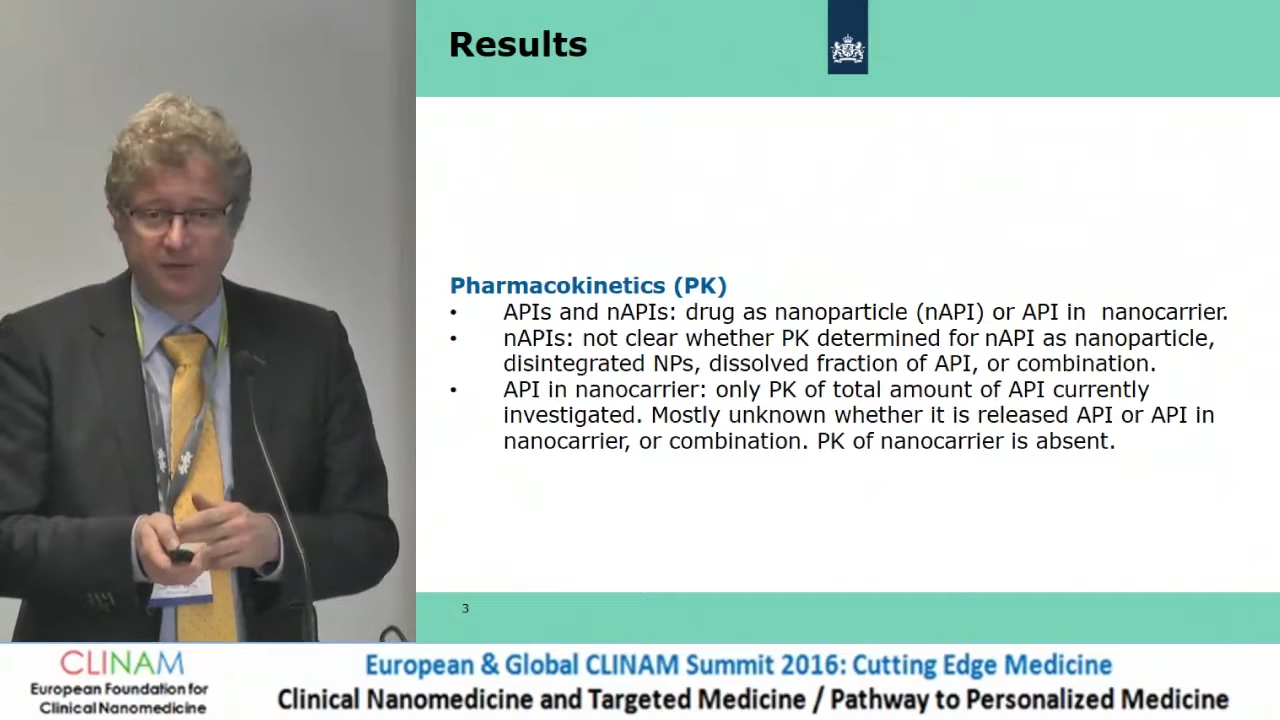 Results
Pharmacokinetics (PK)
• APIs and nAPIs: drug as nanoparticle (nAPI) or API in nanocarrier.
• nAPIs: not clear whether PK determined for nAPI as nanoparticle,
disintegrated NPs, dissolved fraction of API, or combination.
• API in nanocarrier: only PK of total amount of API currently
investigated. Mostly unknown whether it is released API or API in
nanocarrier, or combination. PK of nanocarrier is absent.
3
CLINAM
European Foundation for
Clinical Nanomedicine
European & Global CLINAM Summit 2016: Cutting Edge Medicine
Clinical Nanomedicine and Targeted Medicine / Pathway to Personalized Medicine